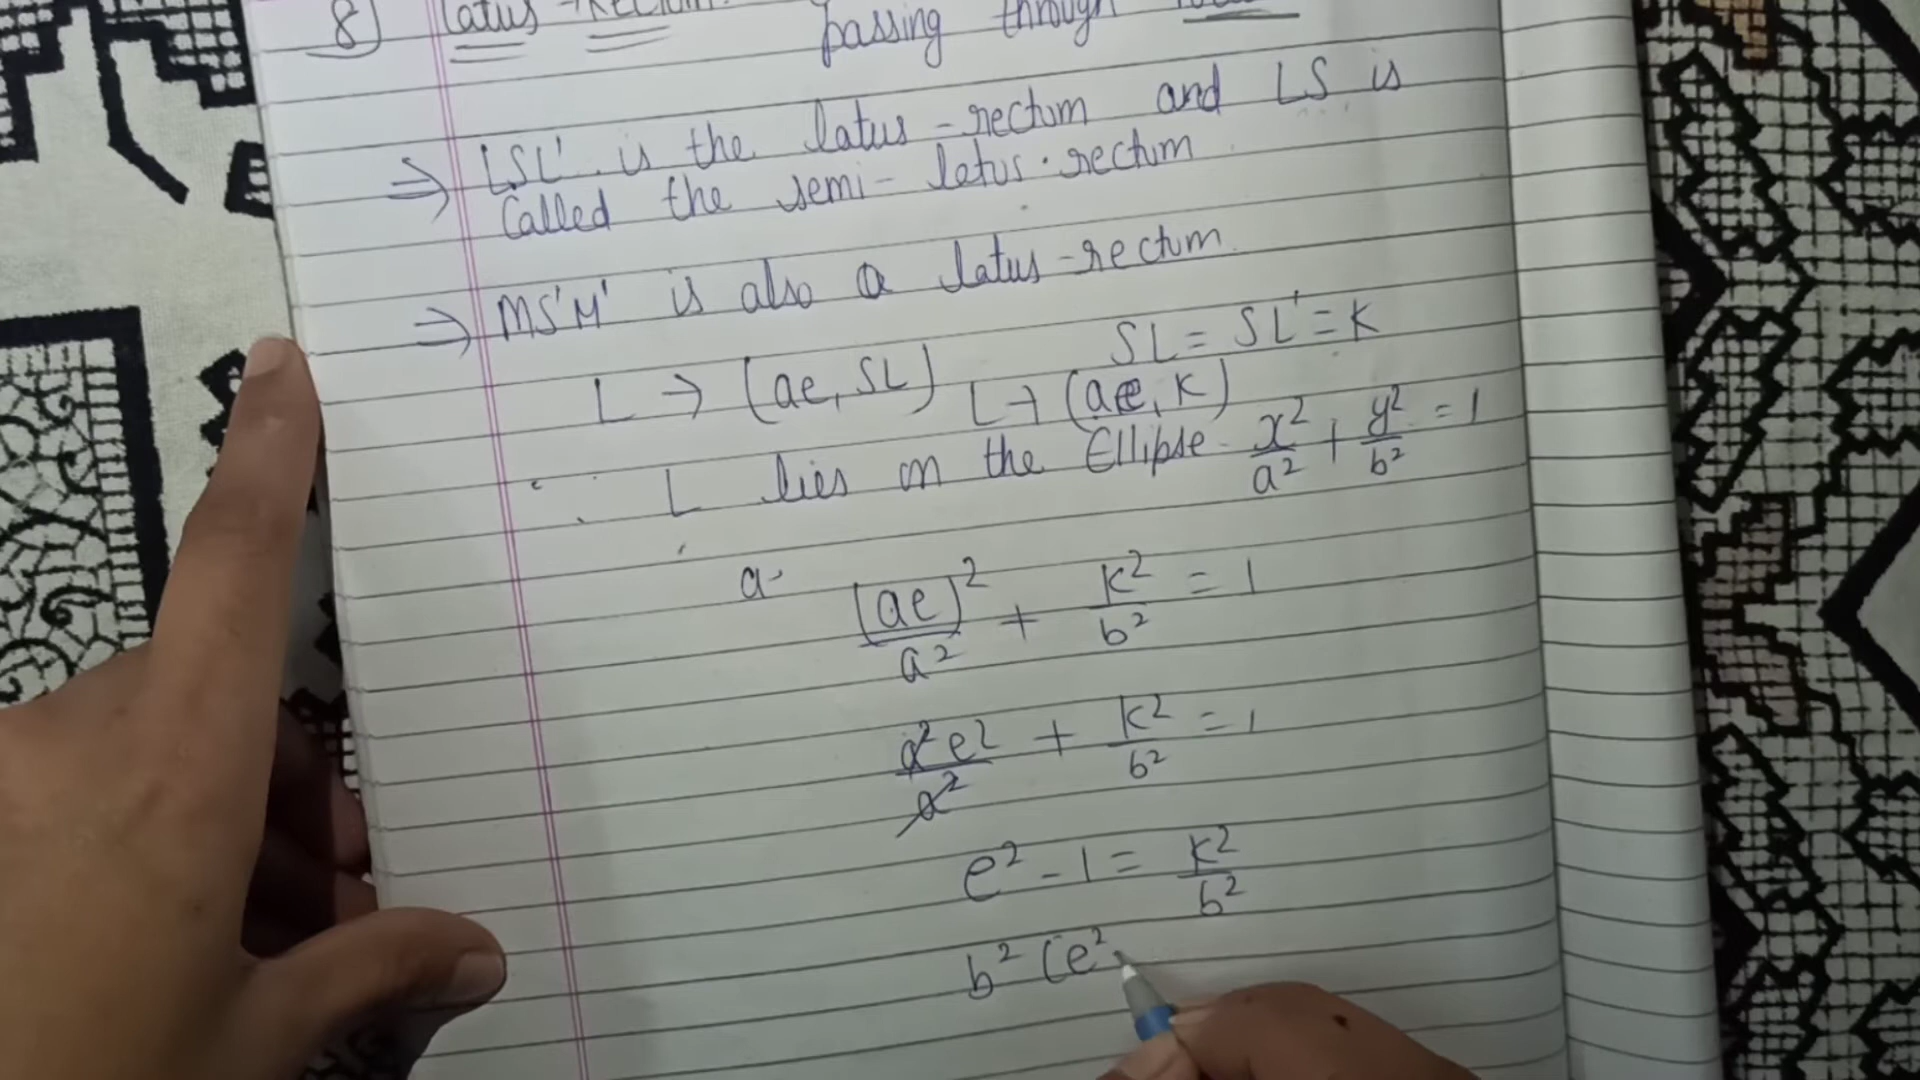 8) Latus-Rectum:
passing through
⇒ LSL' is the latus-rectum and LS is
Called the semi-letus-rectum
⇒ MS'M' is also a latus-rectum.
SL = SL' = K
L → (ae, SL) L → (ae, K)
∴ L lies on the Ellipse x²/a² + y²/b² = 1
a
(ae)²/a² + k²/b² = 1
a²e²/a² + k²/b² = 1
e² - 1 = k²/b²
b² (e²